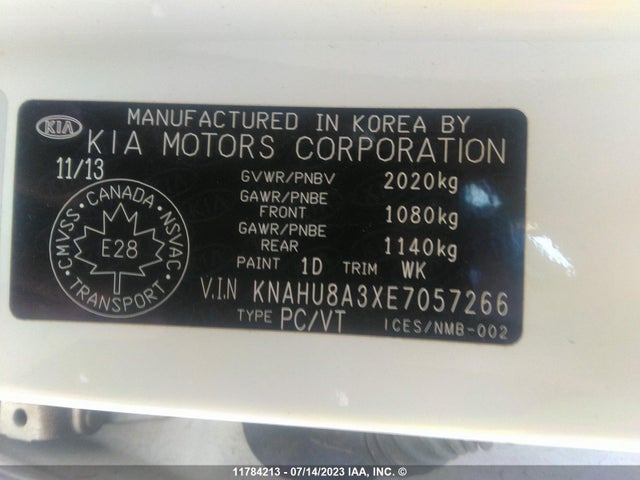 MANUFACTURED IN KOREA BY
KIA KIA MOTORS CORPORATION
11/13
GVWR/PNBV 2020kg
GAWR/PNBE
FRONT 1080kg
GAWR/PNBE
REAR 1140kg
PAINT 1D TRIM WK
CMVSS • CANADA • NSVAC
E28
TRANSPORT
V.I.N KNAHU8A3XE7057266
TYPE PC/VT ICES/NMB-002
11784213 - 07/14/2023 IAA, INC. ©